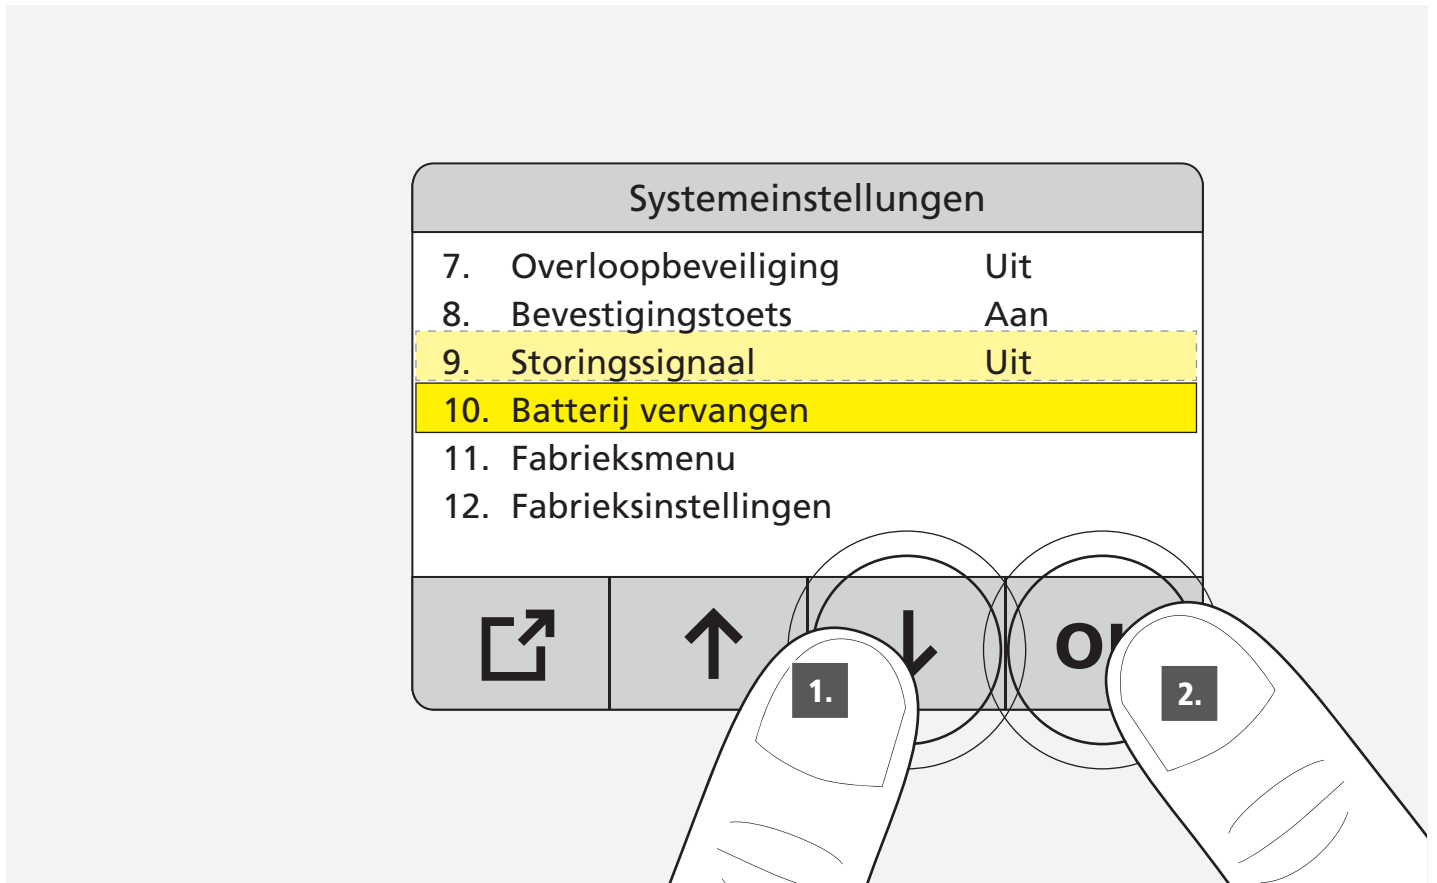 Systemeinstellungen
7. Overloopbeveiliging Uit
8. Bevestigingstoets Aan
9. Storingssignaal Uit
10. Batterij vervangen
11. Fabrieksmenu
12. Fabrieksinstellingen
1.
2.